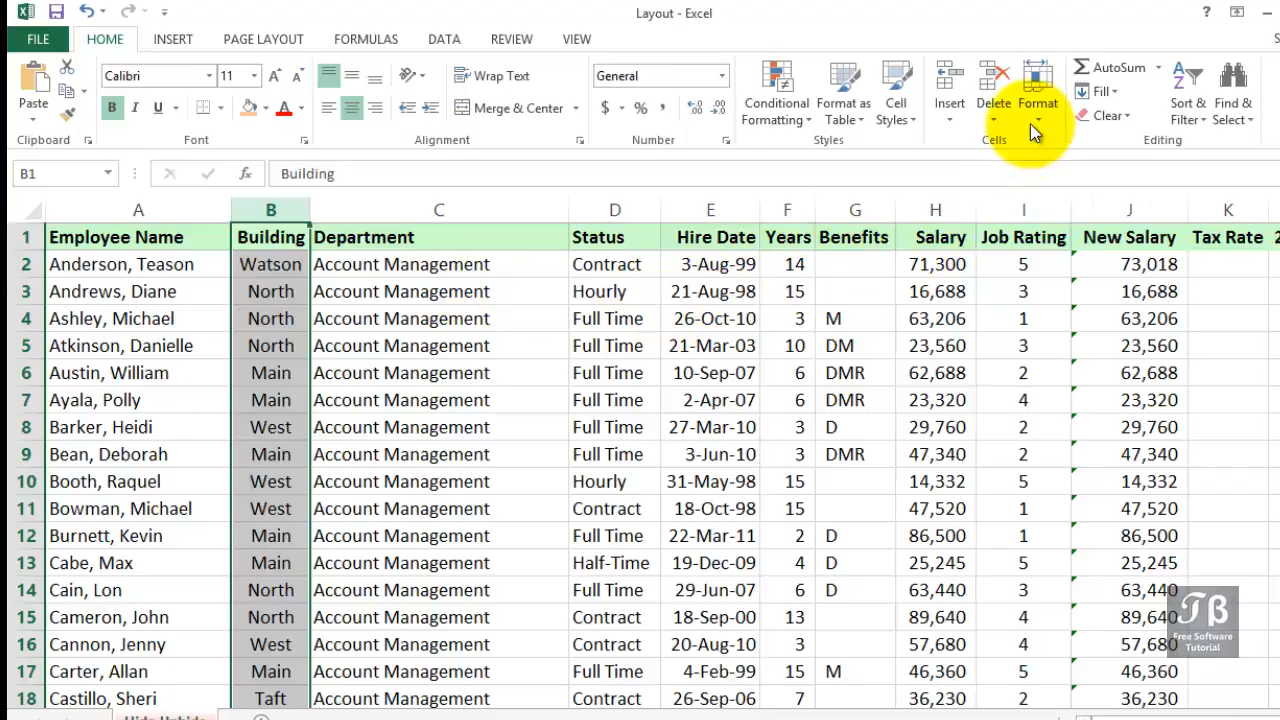 Layout - Excel
FILE HOME INSERT PAGE LAYOUT FORMULAS DATA REVIEW VIEW
Calibri 11 Wrap Text General AutoSum
Paste Conditional Format as Cell Insert Delete Format Fill Sort & Find &
B I U Merge & Center $ % Formatting Table Styles Clear Filter Select
Clipboard Font Alignment Number Styles Cells Editing
B1 fx Building
A B C D E F G H I J K
1 Employee Name Building Department Status Hire Date Years Benefits Salary Job Rating New Salary Tax Rate 2
2 Anderson, Teason Watson Account Management Contract 3-Aug-99 14 71,300 5 73,018
3 Andrews, Diane North Account Management Hourly 21-Aug-98 15 16,688 3 16,688
4 Ashley, Michael North Account Management Full Time 26-Oct-10 3 M 63,206 1 63,206
5 Atkinson, Danielle North Account Management Full Time 21-Mar-03 10 DM 23,560 3 23,560
6 Austin, William Main Account Management Full Time 10-Sep-07 6 DMR 62,688 2 62,688
7 Ayala, Polly Main Account Management Full Time 2-Apr-07 6 DMR 23,320 4 23,320
8 Barker, Heidi West Account Management Full Time 27-Mar-10 3 D 29,760 2 29,760
9 Bean, Deborah Main Account Management Full Time 3-Jun-10 3 DMR 47,340 2 47,340
10 Booth, Raquel West Account Management Hourly 31-May-98 15 14,332 5 14,332
11 Bowman, Michael West Account Management Contract 18-Oct-98 15 47,520 1 47,520
12 Burnett, Kevin Main Account Management Full Time 22-Mar-11 2 D 86,500 1 86,500
13 Cabe, Max Main Account Management Half-Time 19-Dec-09 4 D 25,245 5 25,245
14 Cain, Lon North Account Management Full Time 29-Jun-07 6 D 63,440 3 63,440
15 Cameron, John North Account Management Contract 18-Sep-00 13 89,640 4 89,640
16 Cannon, Jenny West Account Management Contract 20-Aug-10 3 57,680 4 57,680
17 Carter, Allan Main Account Management Full Time 4-Feb-99 15 M 46,360 5 46,360
18 Castillo, Sheri Taft Account Management Contract 26-Sep-06 7 36,230 2 36,230
Free Software
Tutorial